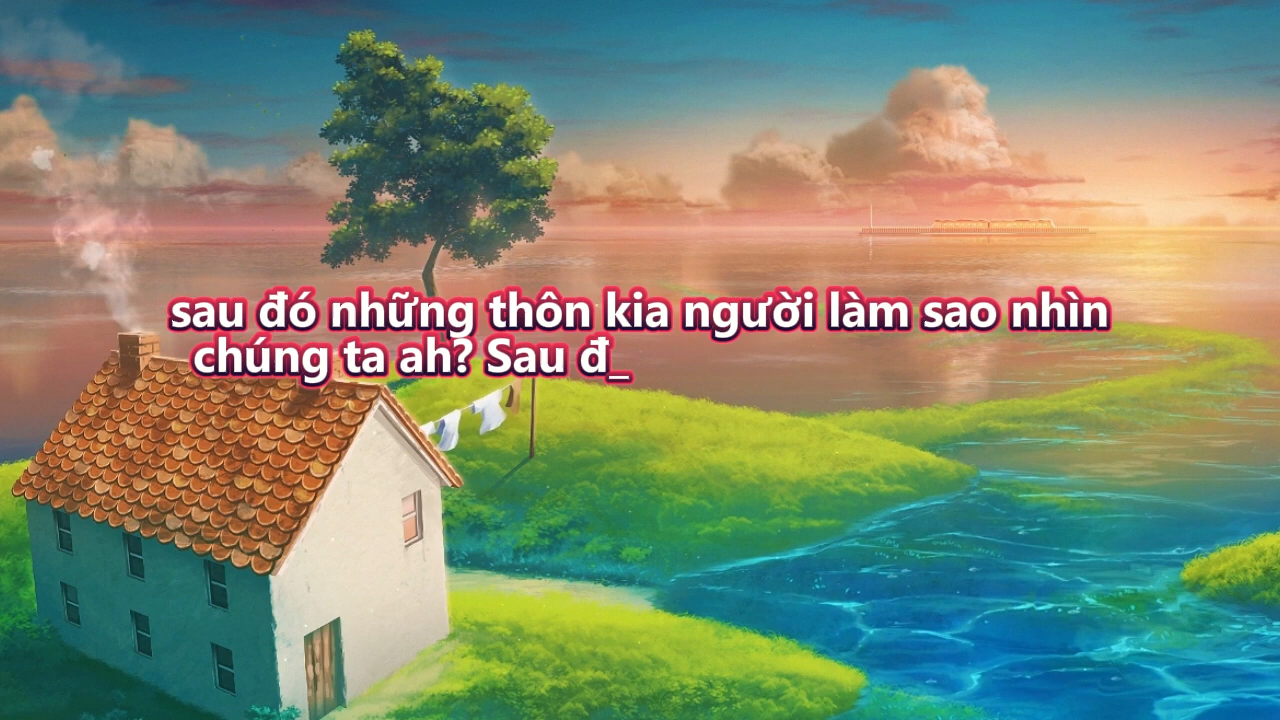 sau đó những thôn kia người làm sao nhìn
chúng ta ah? Sau đ_